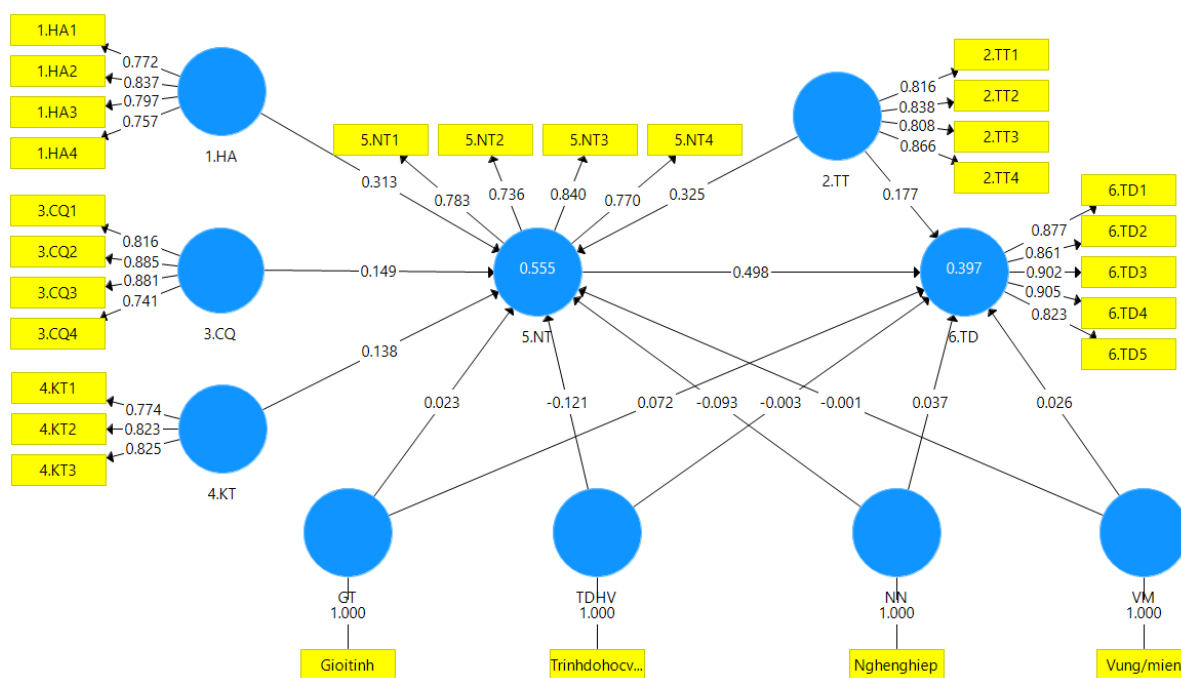 1.HA1
1.HA2
1.HA3
1.HA4
0.772
0.837
0.797
0.757
1.HA
0.313
5.NT1
5.NT2
5.NT3
5.NT4
0.783
0.736
0.840
0.770
2.TT1
2.TT2
2.TT3
2.TT4
0.816
0.838
0.808
0.866
2.TT
0.325
0.177
3.CQ1
3.CQ2
3.CQ3
3.CQ4
0.816
0.885
0.881
0.741
3.CQ
0.149
0.555
5.NT
0.498
0.397
6.TD
0.877
0.861
0.902
0.905
0.823
6.TD1
6.TD2
6.TD3
6.TD4
6.TD5
4.KT1
4.KT2
4.KT3
0.774
0.823
0.825
4.KT
0.138
0.023
0.072
-0.121
-0.003
-0.093
0.037
-0.001
0.026
GT
1.000
Gioitinh
TDHV
1.000
Trinhdohocv...
NN
1.000
Nghenghiep
VM
1.000
Vung/mien